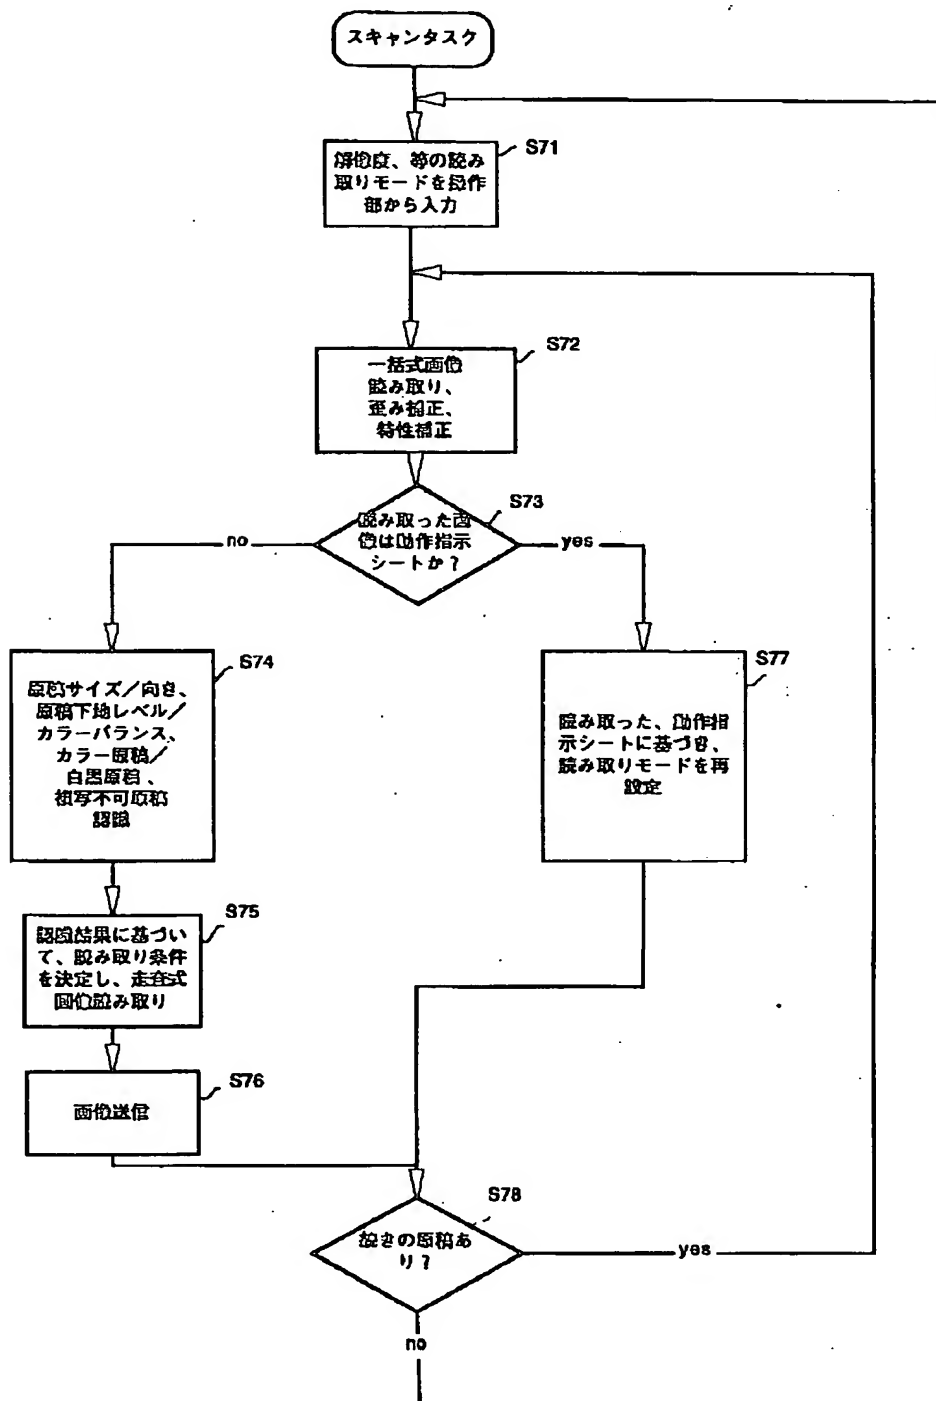 スキャンタスク
S71
解像度、等の読み
取りモードを操作
部から入力
S72
一括式画像
読み取り、
歪み補正、
特性補正
S73
読み取った画
像は動作指示
シートか？
no
yes
S74
原稿サイズ／向き、
原稿下地レベル／
カラーバランス、
カラー原稿／
白黒原稿、
複写不可原稿
認識
S77
読み取った、動作指
示シートに基づき、
読み取りモードを再
設定
S75
認識結果に基づい
て、読み取り条件
を決定し、走査式
画像読み取り
S76
画像送信
S78
続きの原稿あ
り？
yes
no